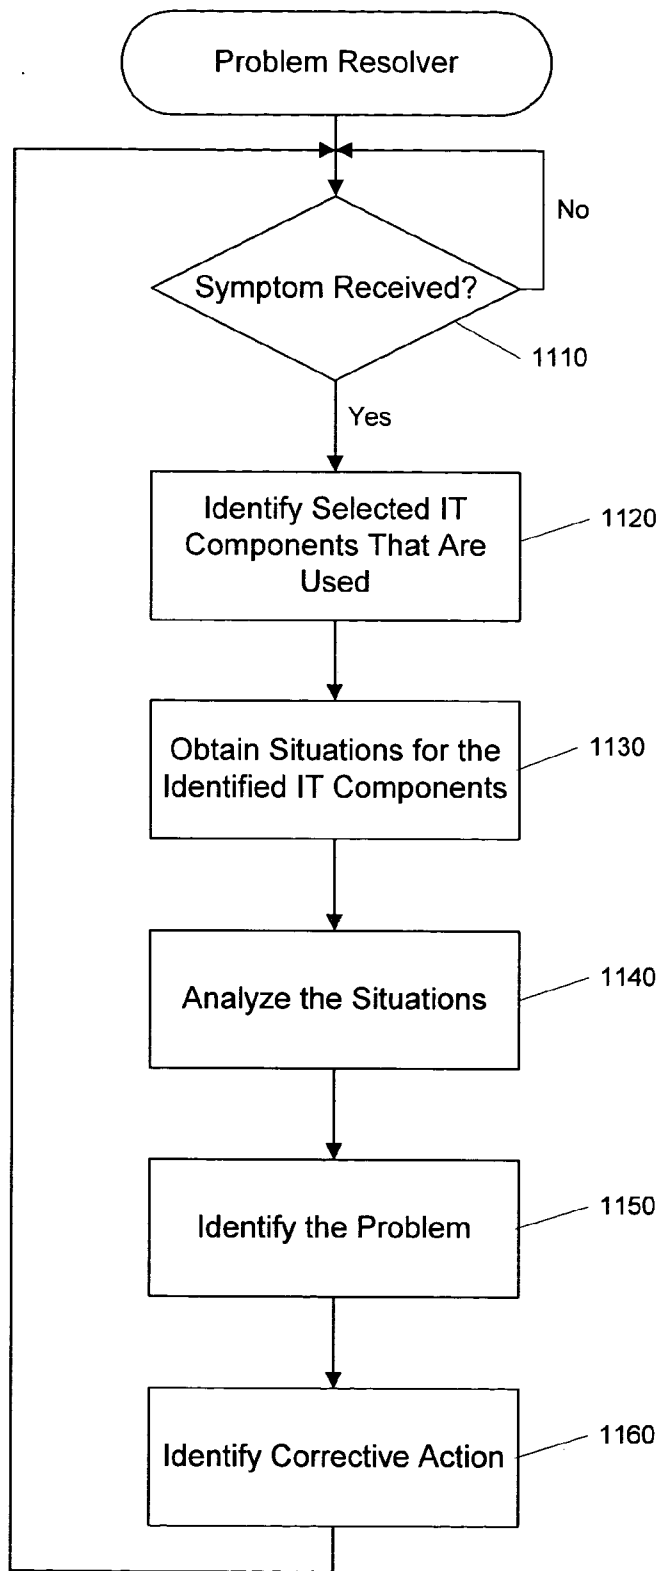 Problem Resolver
No
Symptom Received?
1110
Yes
Identify Selected IT
Components That Are
Used
1120
Obtain Situations for the
Identified IT Components
1130
Analyze the Situations
1140
Identify the Problem
1150
Identify Corrective Action
1160